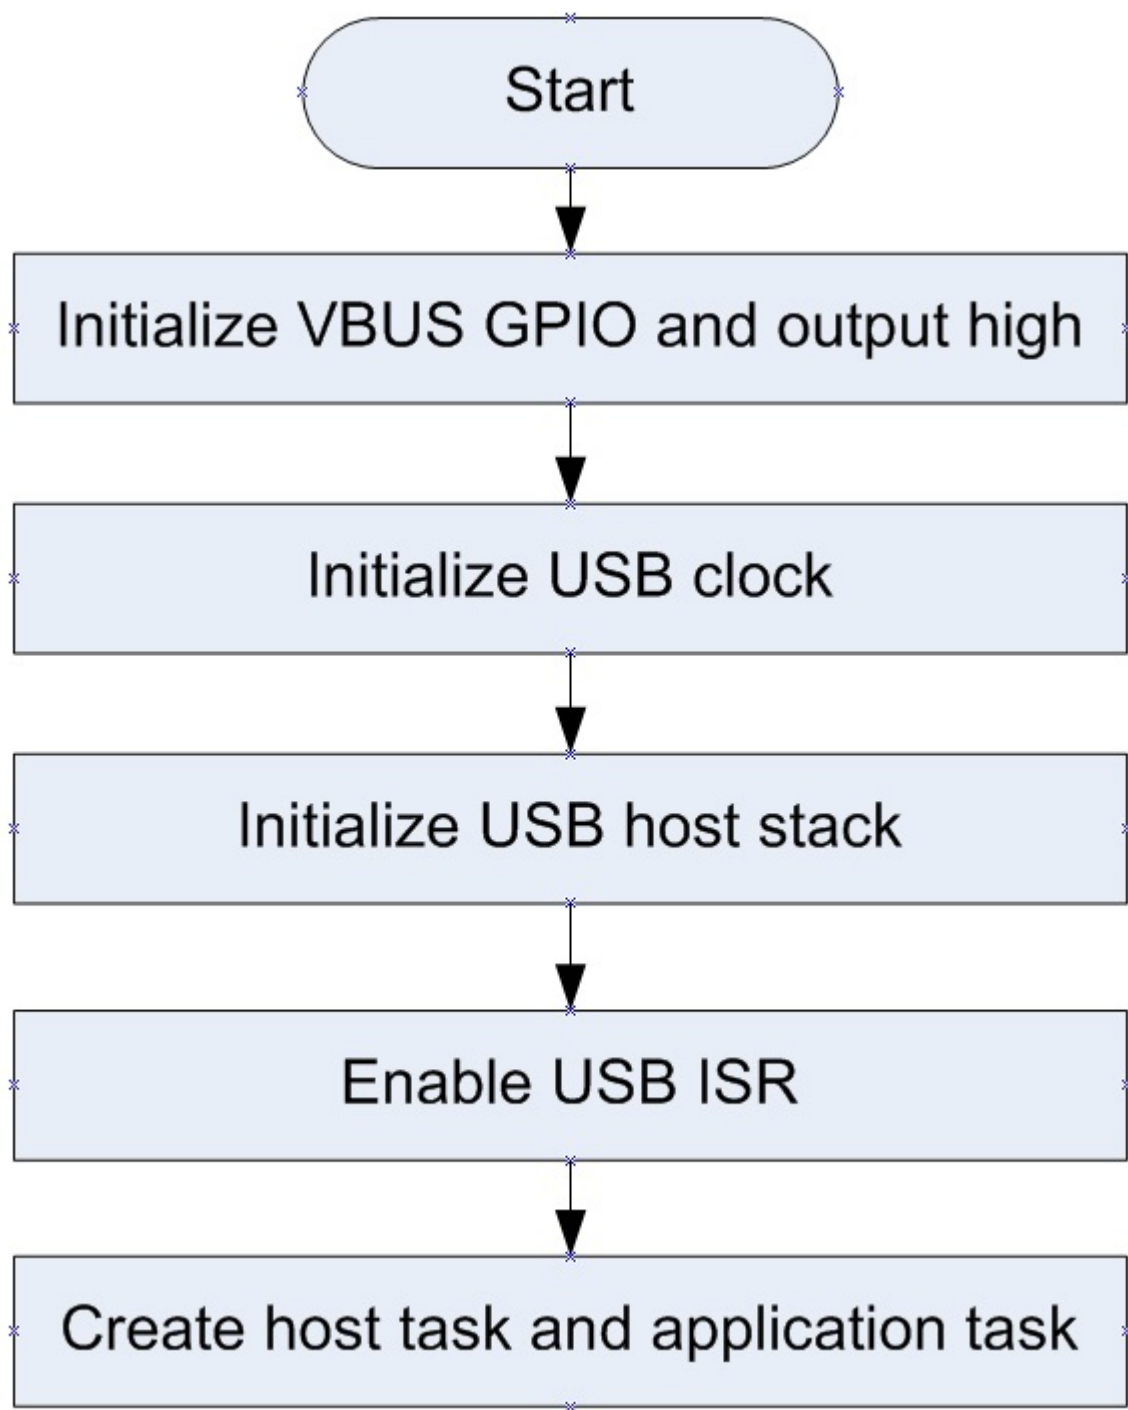 Start
Initialize VBUS GPIO and output high
Initialize USB clock
Initialize USB host stack
Enable USB ISR
Create host task and application task